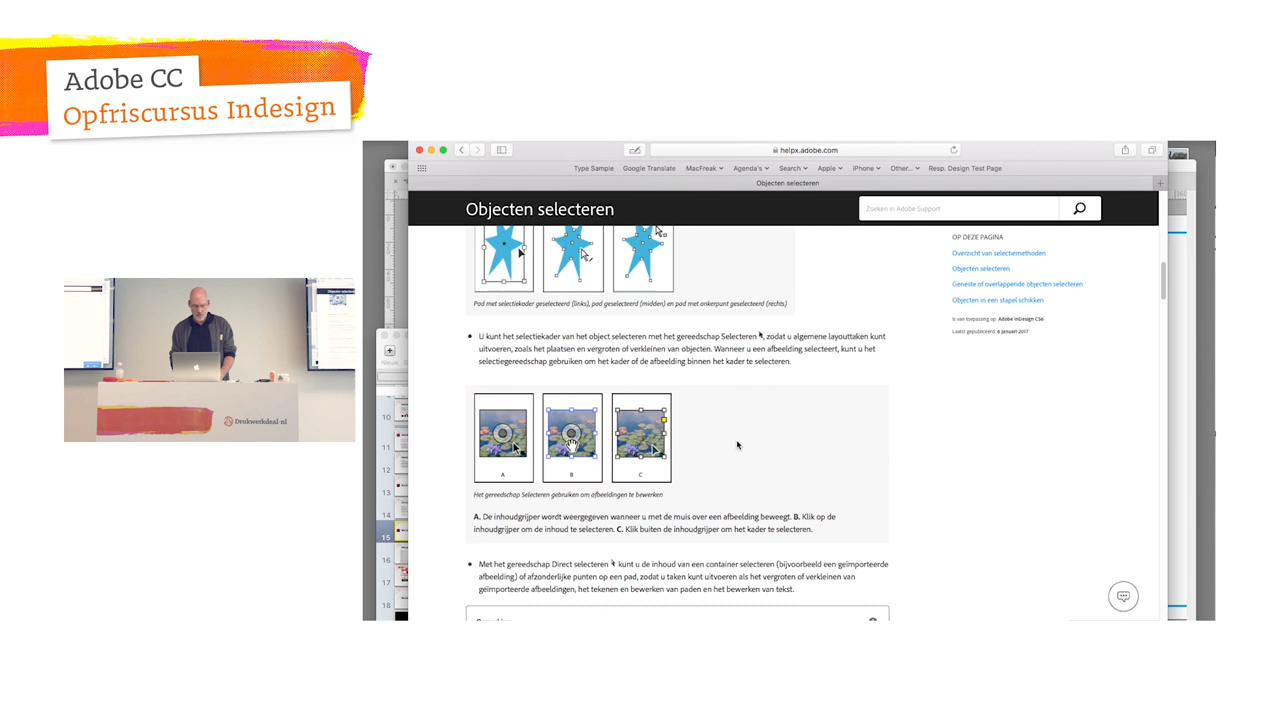 Adobe CC
Opfriscursus Indesign
helpx.adobe.com
Type Sample Google Translate MacFreak Agenda's Search Apple iPhone Other... Resp. Design Test Page
Objecten selecteren
Objecten selecteren
Zoeken in Adobe Support
OP DEZE PAGINA
Overzicht van selectiemethoden
Objecten selecteren
Geneste of overlappende objecten selecteren
Objecten in een stapel schikken
Is van toepassing op: Adobe InDesign CS6
Laatst gepubliceerd: 6 januari 2017
Pad met selectiekader geselecteerd (links), pad geselecteerd (midden) en pad met ankerpunt geselecteerd (rechts)
U kunt het selectiekader van het object selecteren met het gereedschap Selecteren , zodat u algemene layouttaken kunt
uitvoeren, zoals het plaatsen en vergroten of verkleinen van objecten. Wanneer u een afbeelding selecteert, kunt u het
selectiegereedschap gebruiken om het kader of de afbeelding binnen het kader te selecteren.
A B C
Het gereedschap Selecteren gebruiken om afbeeldingen te bewerken
A. De inhoudgrijper wordt weergegeven wanneer u met de muis over een afbeelding beweegt. B. Klik op de
inhoudgrijper om de inhoud te selecteren. C. Klik buiten de inhoudgrijper om het kader te selecteren.
Met het gereedschap Direct selecteren kunt u de inhoud van een container selecteren (bijvoorbeeld een geïmporteerde
afbeelding) of afzonderlijke punten op een pad, zodat u taken kunt uitvoeren als het vergroten of verkleinen van
geïmporteerde afbeeldingen, het tekenen en bewerken van paden en het bewerken van tekst.
Nieuw
10
11
12
13
14
15
16
17
18
Drukwerkdeal.nl